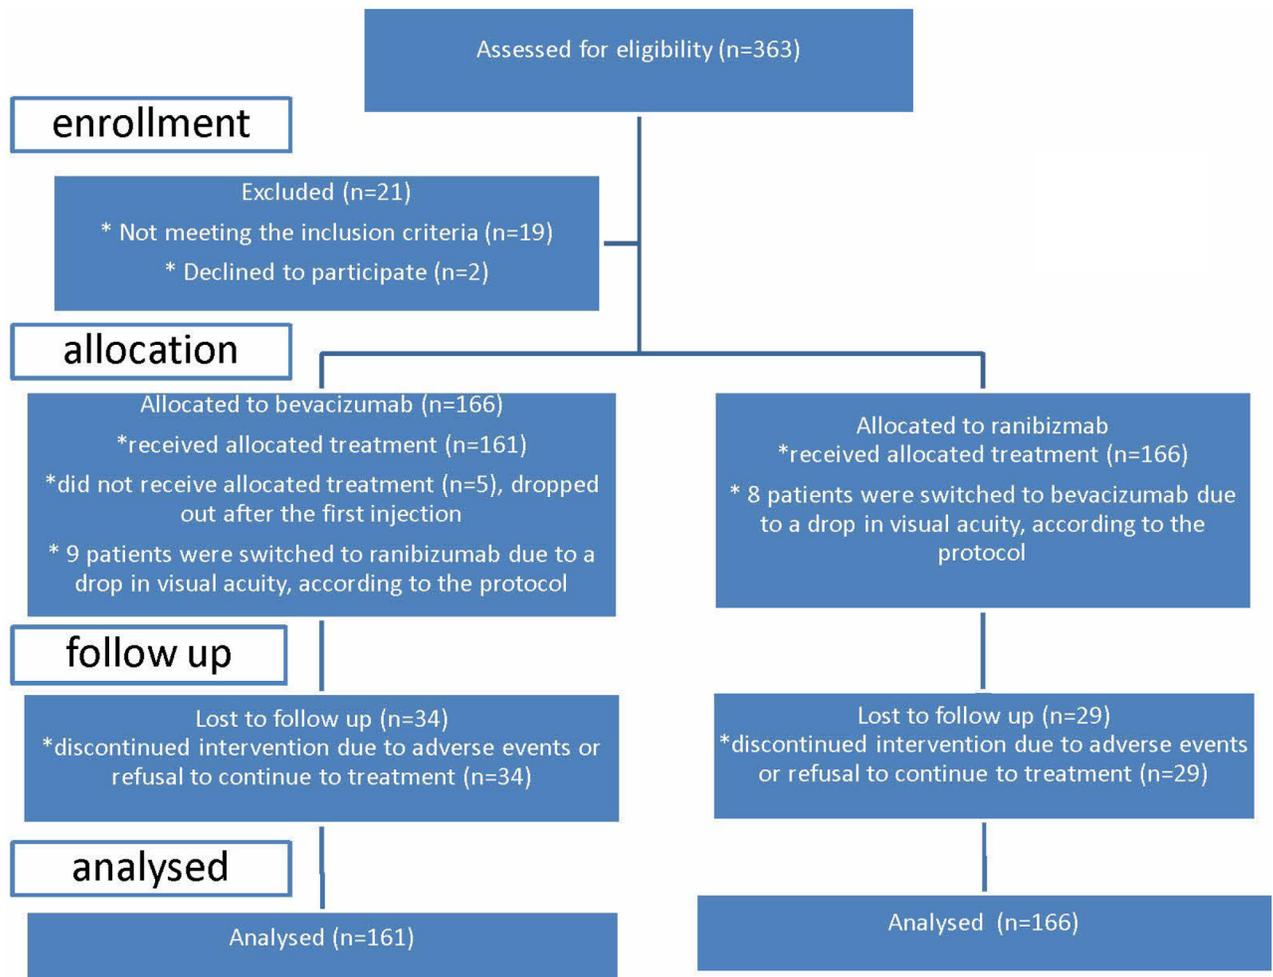 Assessed for eligibility (n=363)
enrollment
Excluded (n=21)
* Not meeting the inclusion criteria (n=19)
* Declined to participate (n=2)
allocation
Allocated to bevacizumab (n=166)
*received allocated treatment (n=161)
*did not receive allocated treatment (n=5), dropped
out after the first injection
* 9 patients were switched to ranibizumab due to a
drop in visual acuity, according to the protocol
Allocated to ranibizmab
*received allocated treatment (n=166)
* 8 patients were switched to bevacizumab due
to a drop in visual acuity, according to the
protocol
follow up
Lost to follow up (n=34)
*discontinued intervention due to adverse events or
refusal to continue to treatment (n=34)
Lost to follow up (n=29)
*discontinued intervention due to adverse events
or refusal to continue to treatment (n=29)
analysed
Analysed (n=161)
Analysed (n=166)